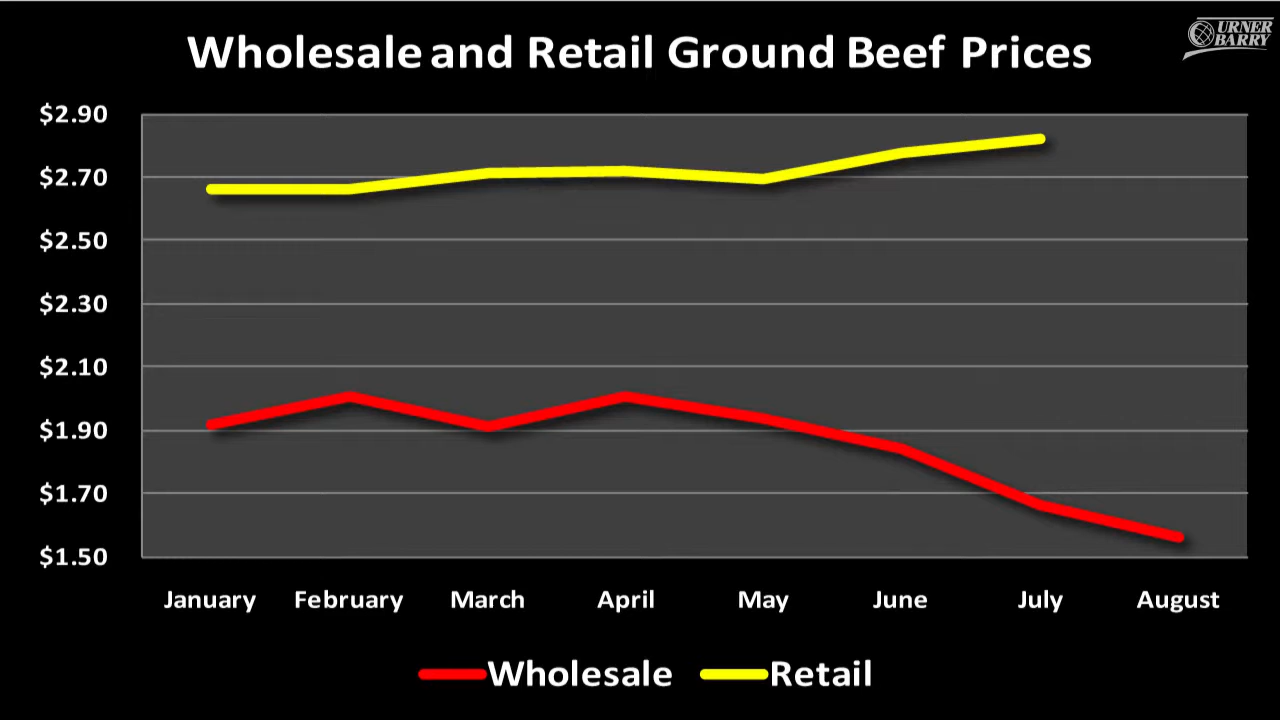 URNER
BARRY
Wholesale and Retail Ground Beef Prices
$2.90
$2.70
$2.50
$2.30
$2.10
$1.90
$1.70
$1.50
January February March April May June July August
Wholesale Retail